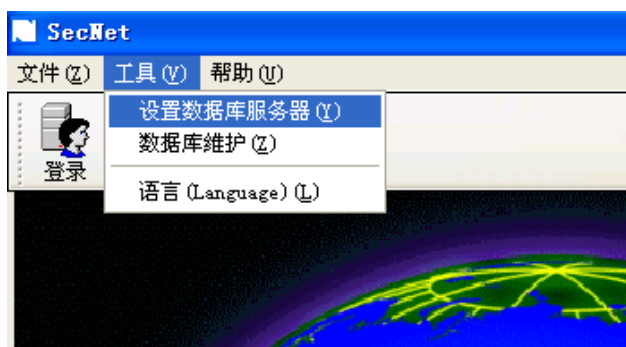 SecNet
文件(Z) 工具(V) 帮助(U)
设置数据库服务器(Y)
数据库维护(Z)
登录
语言(Language)(L)